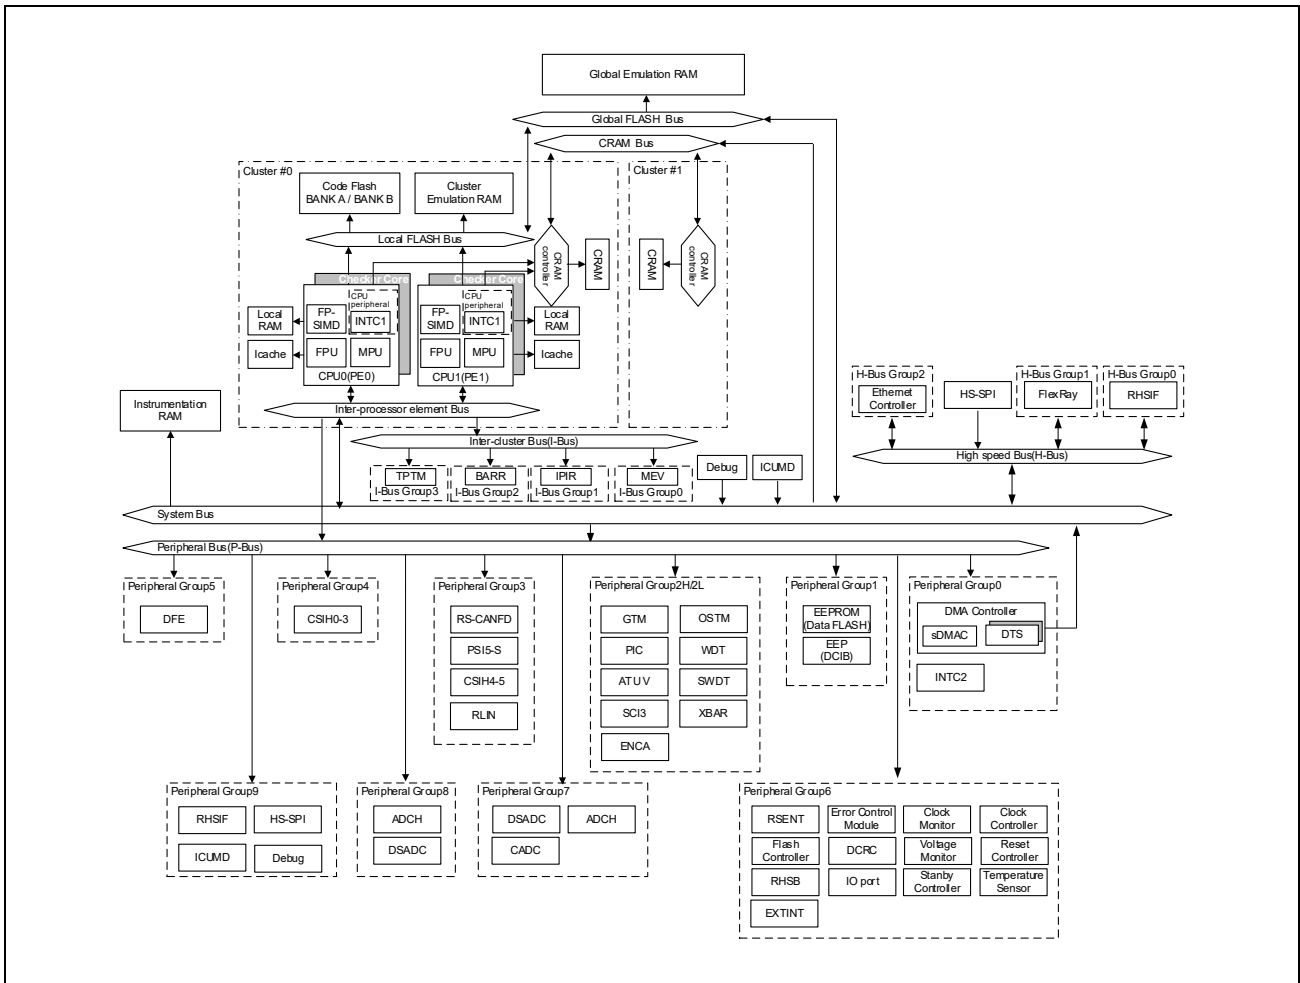 Global Emulation RAM
Global FLASH Bus
CRAM Bus
Cluster #0
Cluster #1
Code Flash
BANK A / BANK B
Cluster
Emulation RAM
Local FLASH Bus
CRAM
controller
CRAM
CRAM
CRAM
controller
Checker Core
Checker Core
CPU
peripheral
CPU
peripheral
Local
RAM
FP-
SIMD
INTC1
FP-
SIMD
INTC1
Local
RAM
Icache
FPU
MPU
FPU
MPU
Icache
CPU0(PE0)
CPU1(PE1)
Inter-processor element Bus
Instrumentation
RAM
H-Bus Group2
Ethernet
Controller
HS-SPI
H-Bus Group1
FlexRay
H-Bus Group0
RHSIF
Inter-cluster Bus(I-Bus)
High speed Bus(H-Bus)
TPTM
I-Bus Group3
BARR
I-Bus Group2
IPIR
I-Bus Group1
MEV
I-Bus Group0
Debug
ICUMD
System Bus
Peripheral Bus(P-Bus)
Peripheral Group5
DFE
Peripheral Group4
CSIH0-3
Peripheral Group3
RS-CANFD
PSI5-S
CSIH4-5
RLIN
Peripheral Group2H/2L
GTM
OSTM
PIC
WDT
ATU V
SWDT
SCI3
XBAR
ENCA
Peripheral Group1
EEPROM
(Data FLASH)
EEP
(DCIB)
Peripheral Group0
DMA Controller
sDMAC
DTS
INTC2
Peripheral Group9
RHSIF
HS-SPI
ICUMD
Debug
Peripheral Group8
ADCH
DSADC
Peripheral Group7
DSADC
ADCH
CADC
Peripheral Group6
RSENT
Error Control
Module
Clock
Monitor
Clock
Controller
Flash
Controller
DCRC
Voltage
Monitor
Reset
Controller
RHSB
IO port
Stanby
Controller
Temperature
Sensor
EXTINT